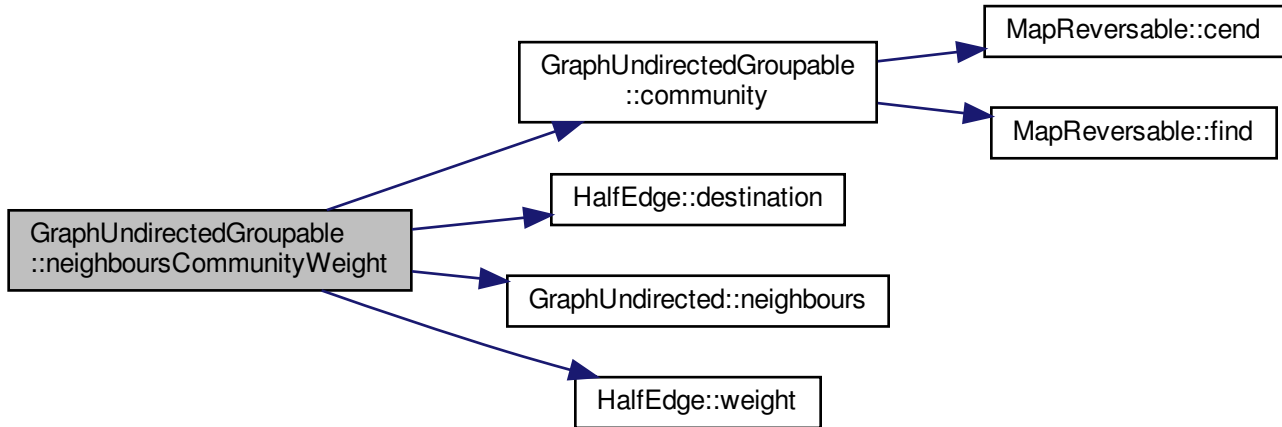 GraphUndirectedGroupable
::neighboursCommunityWeight
GraphUndirectedGroupable
::community
MapReversable::cend
MapReversable::find
HalfEdge::destination
GraphUndirected::neighbours
HalfEdge::weight